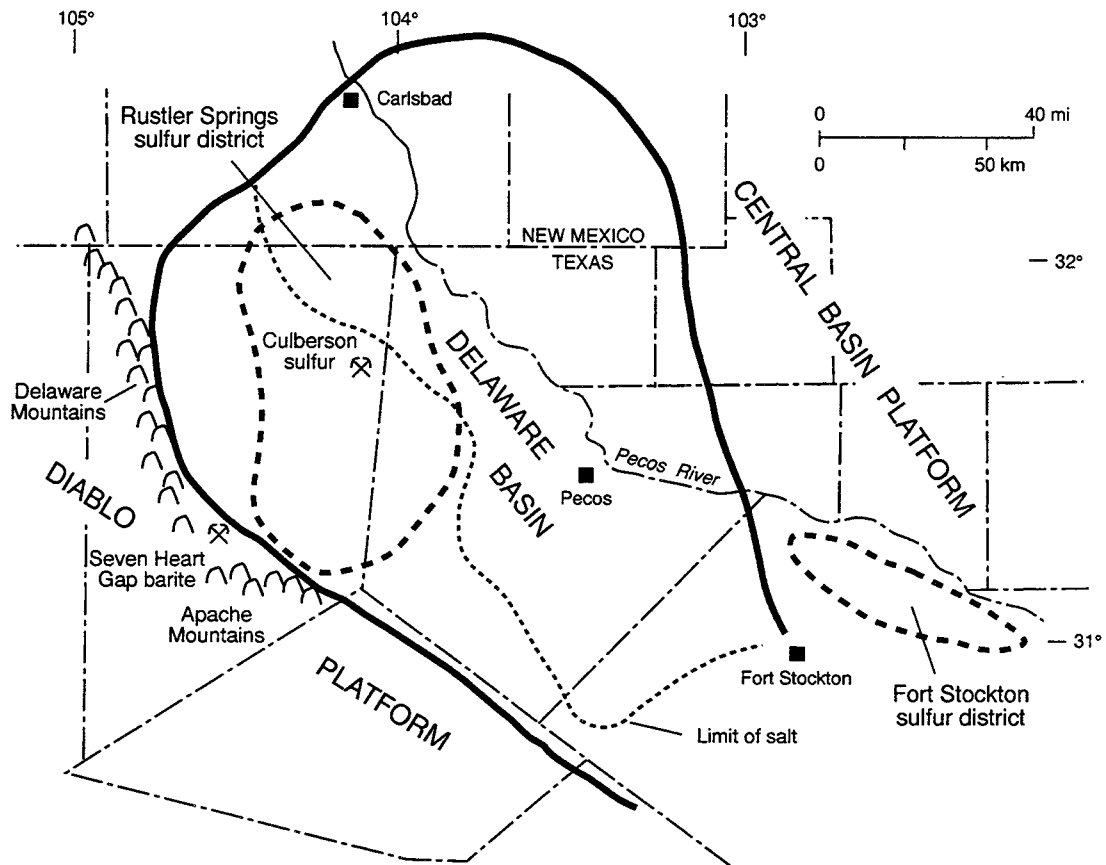 105°
104°
103°
Carlsbad
Rustler Springs
sulfur district
0
40 mi
0
50 km
CENTRAL BASIN PLATFORM
NEW MEXICO
TEXAS
32°
Culberson
sulfur
DELAWARE
BASIN
Delaware
Mountains
Pecos River
Pecos
DIABLO
PLATFORM
Seven Heart
Gap barite
Apache
Mountains
31°
Fort Stockton
Fort Stockton
sulfur district
Limit of salt